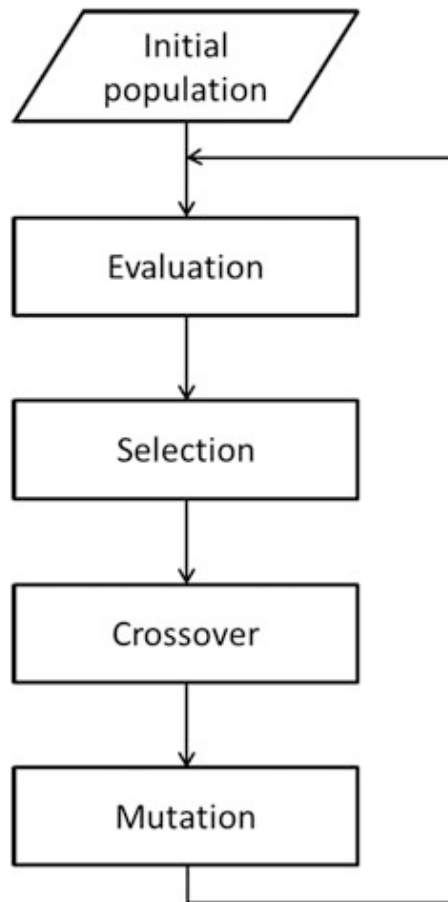 Initial
population
Evaluation
Selection
Crossover
Mutation